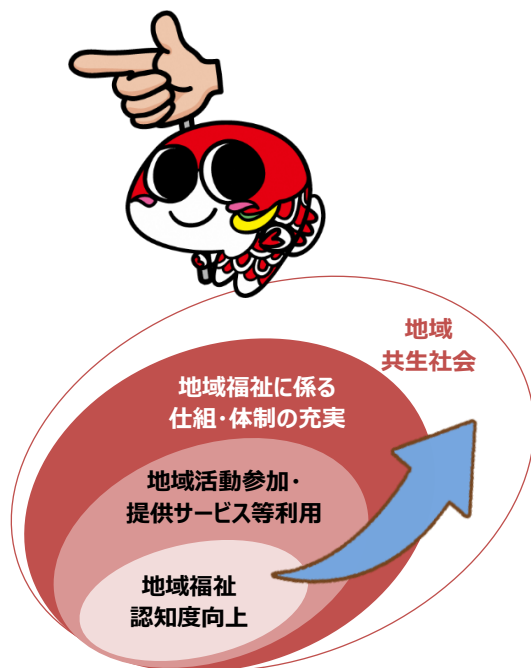 地域
共生社会
地域福祉に係る
仕組・体制の充実
地域活動参加・
提供サービス等利用
地域福祉
認知度向上